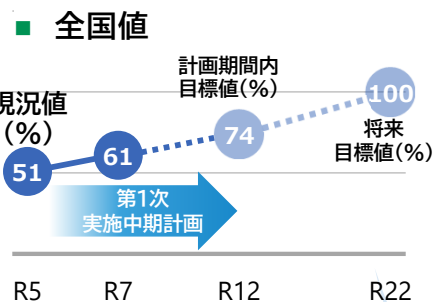 ■ 全国値
計画期間内
目標値(%)
現況値
(%)
100
74
61
51
将来
目標値(%)
第1次
実施中期計画
R5 R7 R12 R22